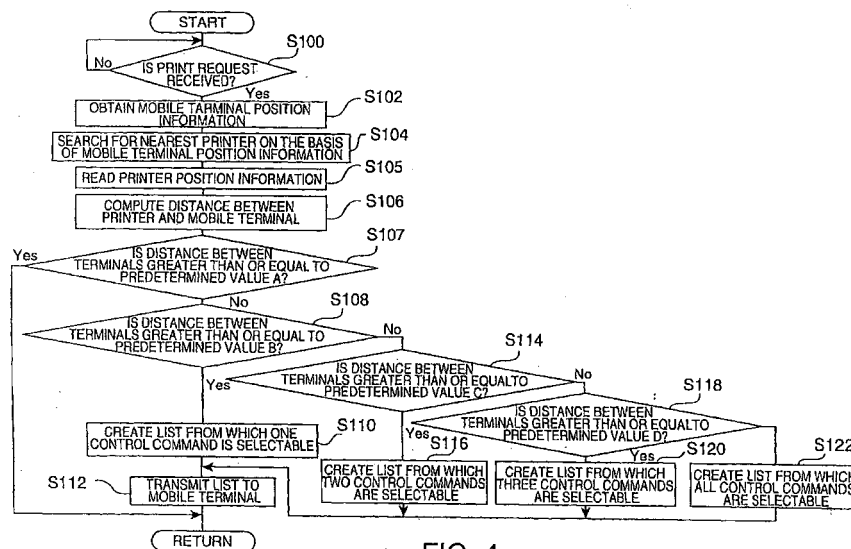 START
S100
No
IS PRINT REQUEST
RECEIVED?
Yes
S102
OBTAIN MOBILE TARMINAL POSITION
INFORMATION
S104
SEARCH FOR NEAREST PRINTER ON THE BASIS
OF MOBILE TERMINAL POSITION INFORMATION
S105
READ PRINTER POSITION INFORMATION
S106
COMPUTE DISTANCE BETWEEN
PRINTER AND MOBILE TERMINAL
S107
Yes
IS DISTANCE BETWEEN
TERMINALS GREATER THAN OR EQUAL TO
PREDETERMINED VALUE A?
No
S108
IS DISTANCE BETWEEN
TERMINALS GREATER THAN OR EQUAL TO
PREDETERMINED VALUE B?
No
S114
Yes
IS DISTANCE BETWEEN
TERMINALS GREATER THAN OR EQUALTO
PREDETERMINED VALUE C?
No
S118
Yes
IS DISTANCE BETWEEN
TERMINALS GREATER THAN OR EQUALTO
PREDETERMINED VALUE D?
S110
CREATE LIST FROM WHICH ONE
CONTROL COMMAND IS SELECTABLE
S116
CREATE LIST FROM WHICH
TWO CONTROL COMMANDS
ARE SELECTABLE
Yes
S120
CREATE LIST FROM WHICH
THREE CONTROL COMMANDS
ARE SELECTABLE
S122
CREATE LIST FROM WHICH
ALL CONTROL COMMANDS
ARE SELECTABLE
S112
TRANSMIT LIST TO
MOBILE TERMINAL
RETURN